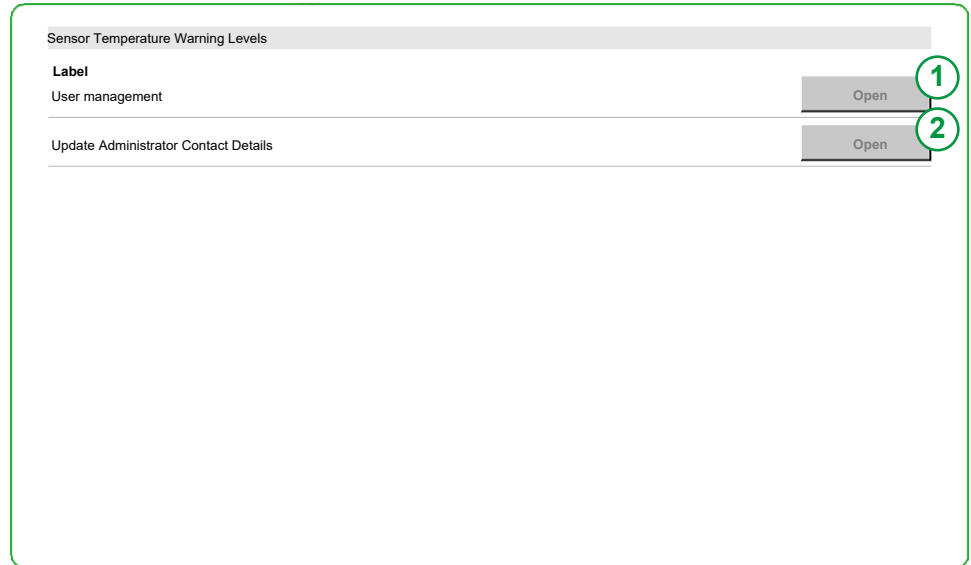 Sensor Temperature Warning Levels
Label
User management
Open
1
Update Administrator Contact Details
Open
2